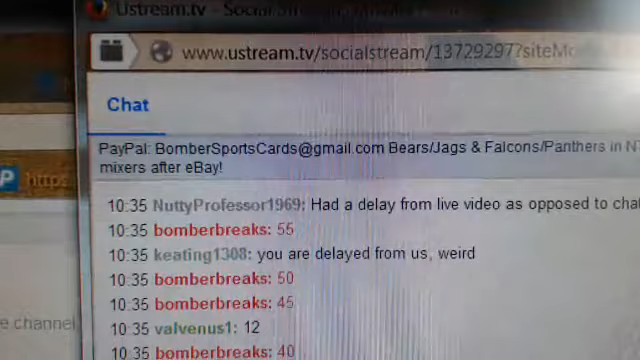 Ustream.tv - Social
www.ustream.tv/socialstream/13729297?siteMo
Chat
PayPal: BomberSportsCards@gmail.com Bears/Jags & Falcons/Panthers in
mixers after eBay!
10:35 NuttyProfessor1969: Had a delay from live video as opposed to chat
10:35 bomberbreaks: 55
10:35 keating1308: you are delayed from us, weird
10:35 bomberbreaks: 50
10:35 bomberbreaks: 45
10:35 valvenus1: 12
10:35 bomberbreaks: 40
P https
e channel